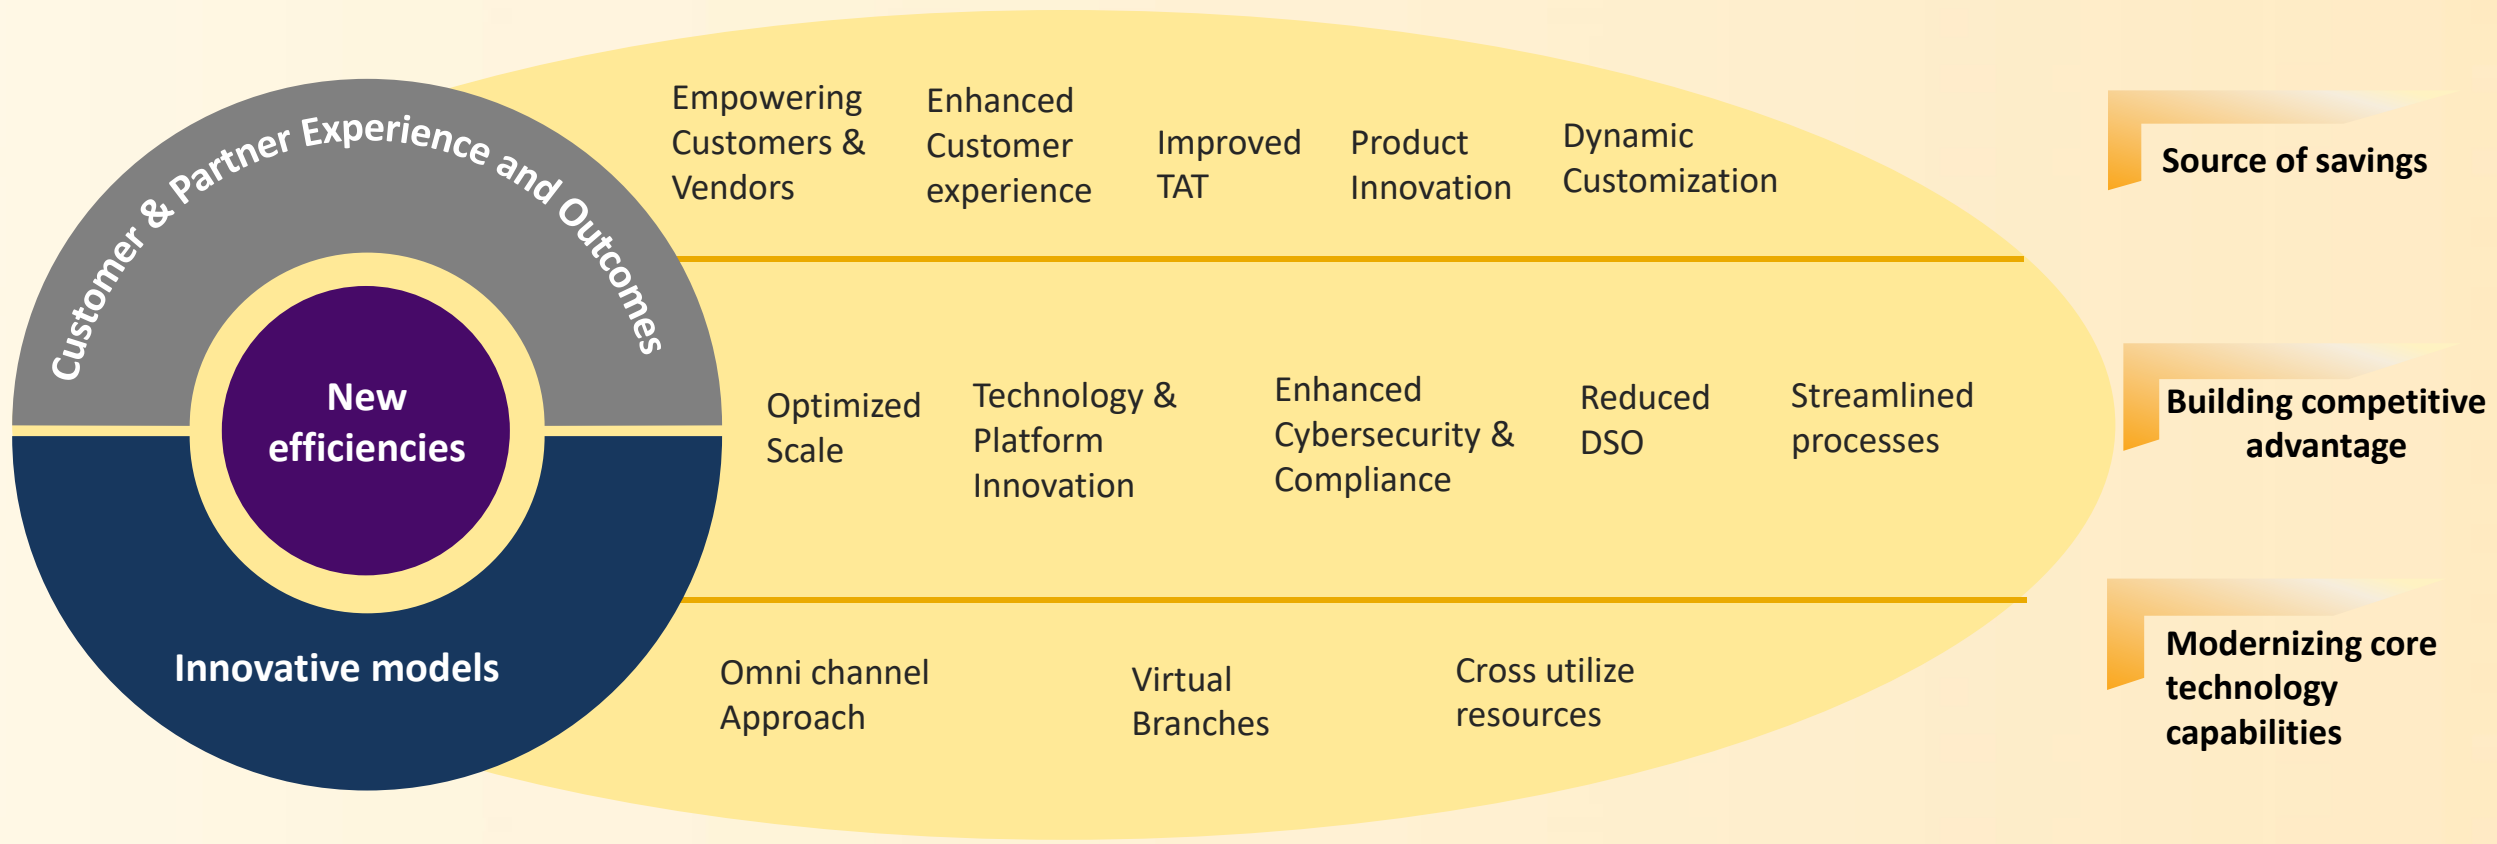 Customer & Partner Experience and Outcomes
New
efficiencies
Innovative models
Empowering
Customers &
Vendors
Enhanced
Customer
experience
Improved
TAT
Product
Innovation
Dynamic
Customization
Optimized
Scale
Technology &
Platform
Innovation
Enhanced
Cybersecurity &
Compliance
Reduced
DSO
Streamlined
processes
Omni channel
Approach
Virtual
Branches
Cross utilize
resources
Source of savings
Building competitive
advantage
Modernizing core
technology
capabilities